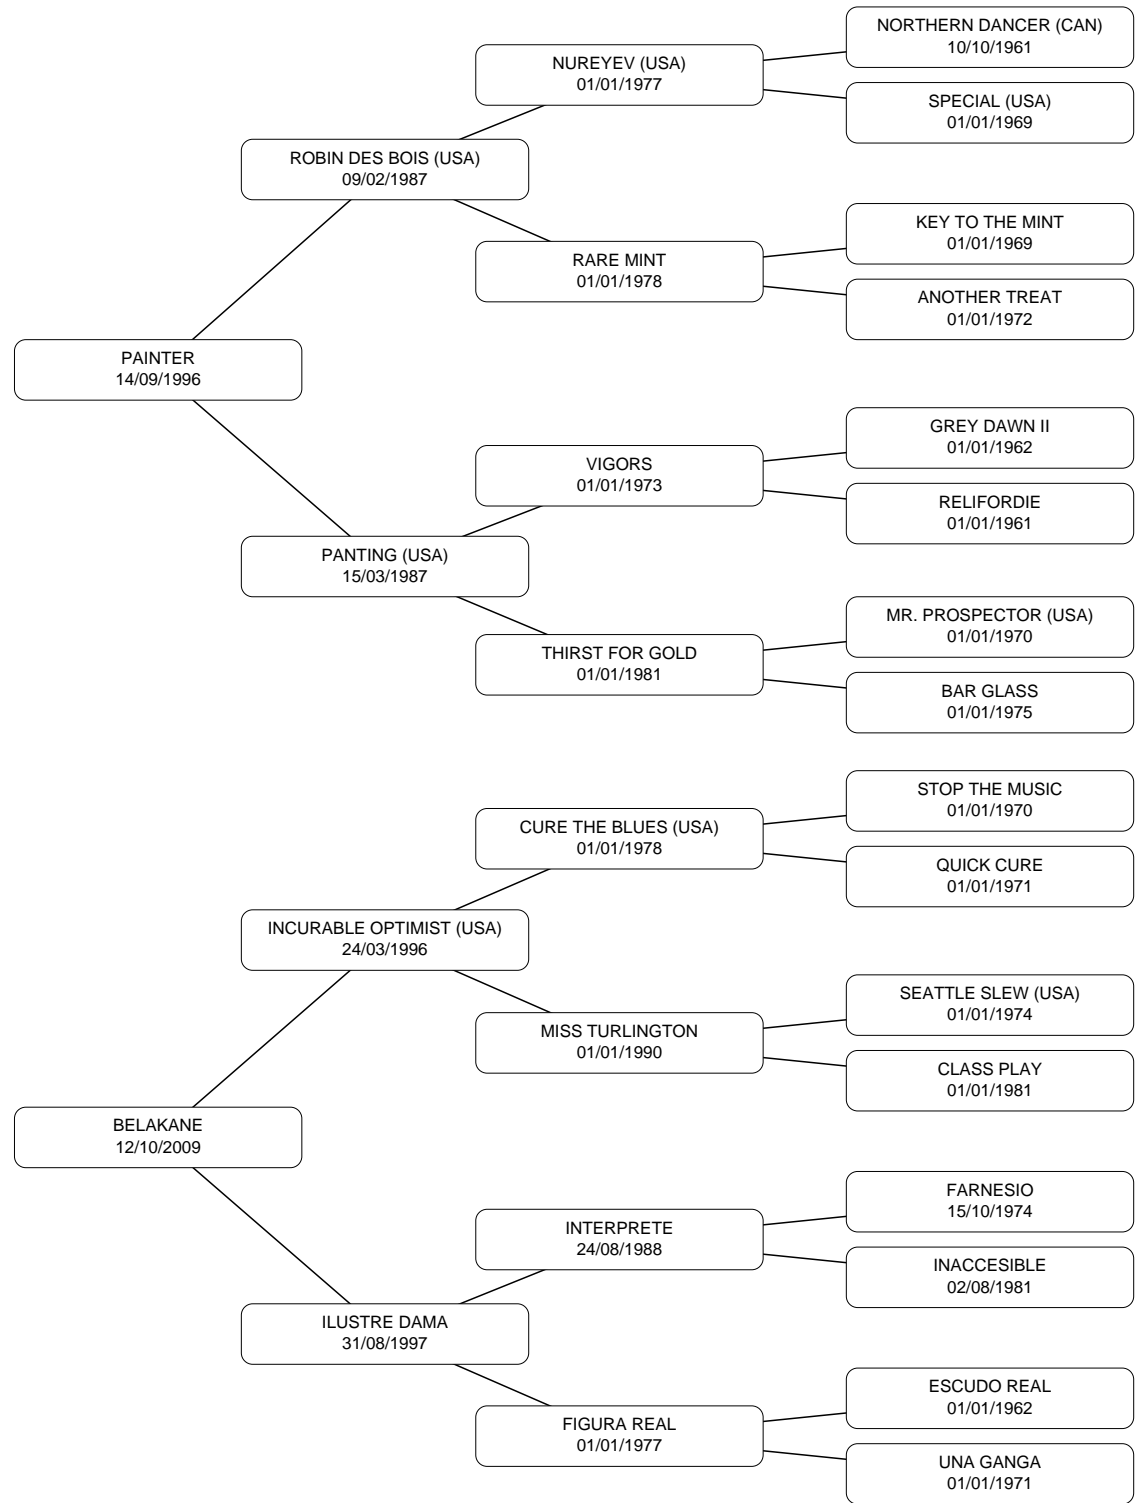 NORTHERN DANCER (CAN)
10/10/1961
NUREYEV (USA)
01/01/1977
SPECIAL (USA)
01/01/1969
ROBIN DES BOIS (USA)
09/02/1987
KEY TO THE MINT
01/01/1969
RARE MINT
01/01/1978
ANOTHER TREAT
01/01/1972
PAINTER
14/09/1996
GREY DAWN II
01/01/1962
VIGORS
01/01/1973
RELIFORDIE
01/01/1961
PANTING (USA)
15/03/1987
MR. PROSPECTOR (USA)
01/01/1970
THIRST FOR GOLD
01/01/1981
BAR GLASS
01/01/1975
STOP THE MUSIC
01/01/1970
CURE THE BLUES (USA)
01/01/1978
QUICK CURE
01/01/1971
INCURABLE OPTIMIST (USA)
24/03/1996
SEATTLE SLEW (USA)
01/01/1974
MISS TURLINGTON
01/01/1990
CLASS PLAY
01/01/1981
BELAKANE
12/10/2009
FARNESIO
15/10/1974
INTERPRETE
24/08/1988
INACCESIBLE
02/08/1981
ILUSTRE DAMA
31/08/1997
ESCUDO REAL
01/01/1962
FIGURA REAL
01/01/1977
UNA GANGA
01/01/1971